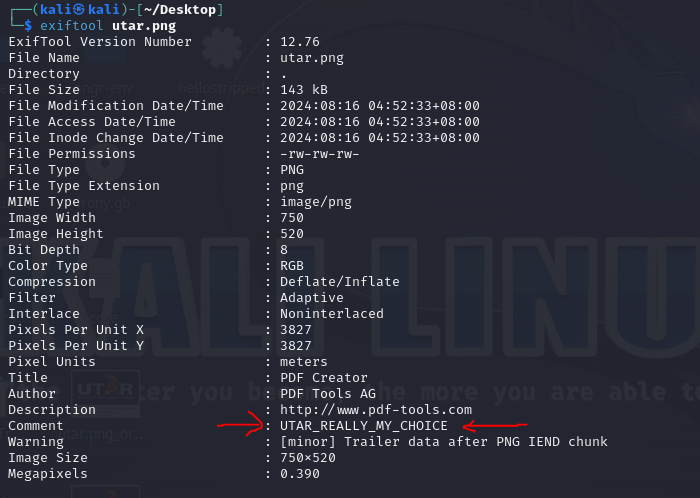 ┌──(kali㉿kali)-[~/Desktop]
└─$ exiftool utar.png
ExifTool Version Number : 12.76
File Name : utar.png
Directory : .
File Size : 143 kB
File Modification Date/Time : 2024:08:16 04:52:33+08:00
File Access Date/Time : 2024:08:16 04:52:33+08:00
File Inode Change Date/Time : 2024:08:16 04:52:33+08:00
File Permissions : -rw-rw-rw-
File Type : PNG
File Type Extension : png
MIME Type : image/png
Image Width : 750
Image Height : 520
Bit Depth : 8
Color Type : RGB
Compression : Deflate/Inflate
Filter : Adaptive
Interlace : Noninterlaced
Pixels Per Unit X : 3827
Pixels Per Unit Y : 3827
Pixel Units : meters
Title : PDF Creator
Author : PDF Tools AG
Description : http://www.pdf-tools.com
Comment : UTAR_REALLY_MY_CHOICE
Warning : [minor] Trailer data after PNG IEND chunk
Image Size : 750×520
Megapixels : 0.390
hellostripped
KALI LINU
you be the more you are able t
UTAR
utar.png_or...